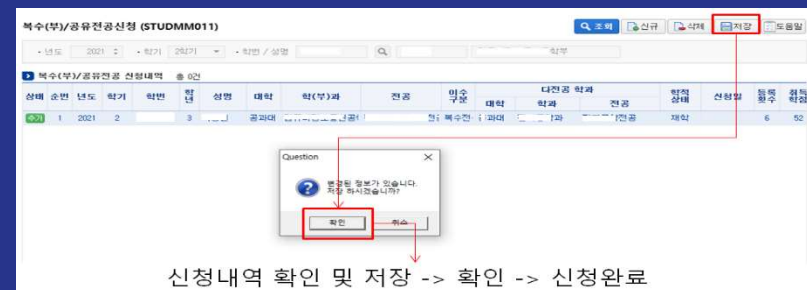 복수(부)/공유전공신청 (STUDMM011)
조회 신규 삭제 저장 도움말
• 년도 2021 • 학기 2학기 • 학번 / 성명 학부
복수(부)/공유전공 신청내역 총 0건
상태 순번 년도 학기 학번 학년 성명 대학 학(부)과 전공 이수구분 다전공 학과 학적상태 신청일 등록횟수 취득학점
대학 학과 전공
추가 1 2021 2 3 공과대 복수전 과대 재학 6 52
Question
변경된 정보가 있습니다.
저장 하시겠습니까?
확인 취소
신청내역 확인 및 저장 -> 확인 -> 신청완료